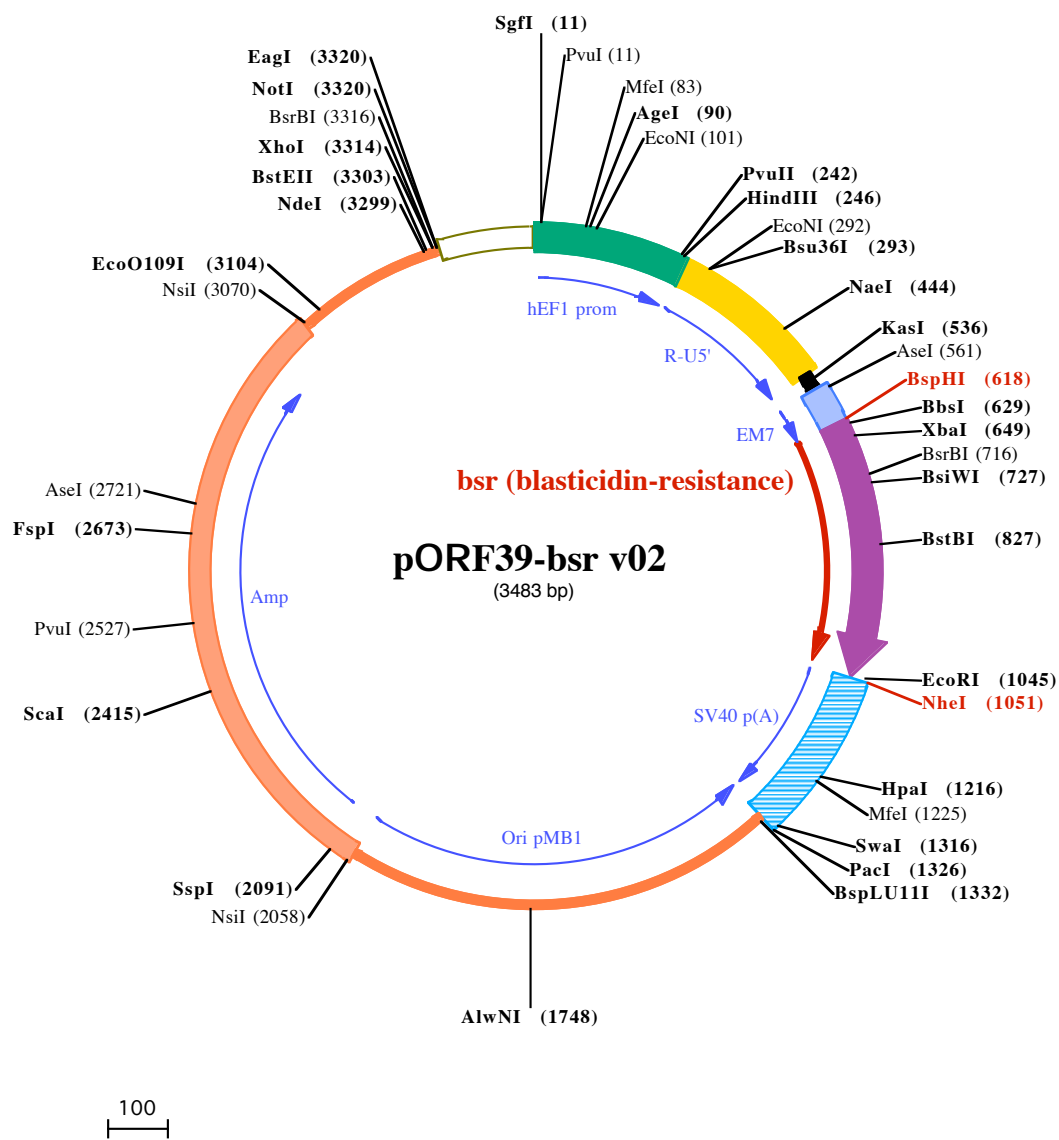 SgfI (11)
PvuI (11)
MfeI (83)
AgeI (90)
EcoNI (101)
PvuII (242)
HindIII (246)
EcoNI (292)
Bsu36I (293)
NaeI (444)
KasI (536)
AseI (561)
BspHI (618)
BbsI (629)
XbaI (649)
BsrBI (716)
BsiWI (727)
BstBI (827)
EcoRI (1045)
NheI (1051)
HpaI (1216)
MfeI (1225)
SwaI (1316)
PacI (1326)
BspLU11I (1332)
AlwNI (1748)
NsiI (2058)
SspI (2091)
ScaI (2415)
PvuI (2527)
FspI (2673)
AseI (2721)
NsiI (3070)
EcoO109I (3104)
NdeI (3299)
BstEII (3303)
XhoI (3314)
BsrBI (3316)
NotI (3320)
EagI (3320)
hEF1 prom
R-U5'
EM7
bsr (blasticidin-resistance)
pORF39-bsr v02
(3483 bp)
Amp
SV40 p(A)
Ori pMB1
100